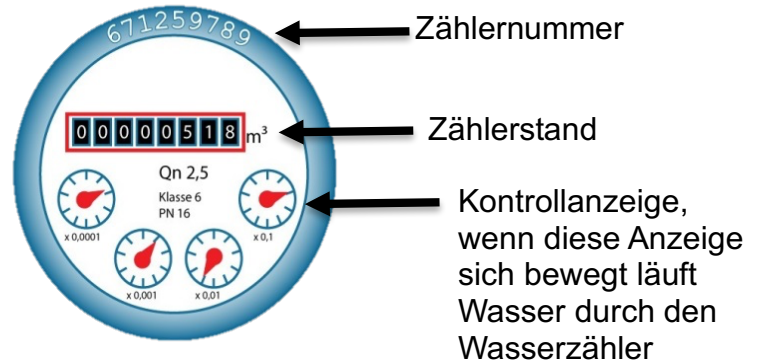 671259789
Zählernummer
00000518 m³
Zählerstand
Qn 2,5
Klasse 6
PN 16
x 0,0001
x 0,1
x 0,001
x 0,01
Kontrollanzeige,
wenn diese Anzeige
sich bewegt läuft
Wasser durch den
Wasserzähler